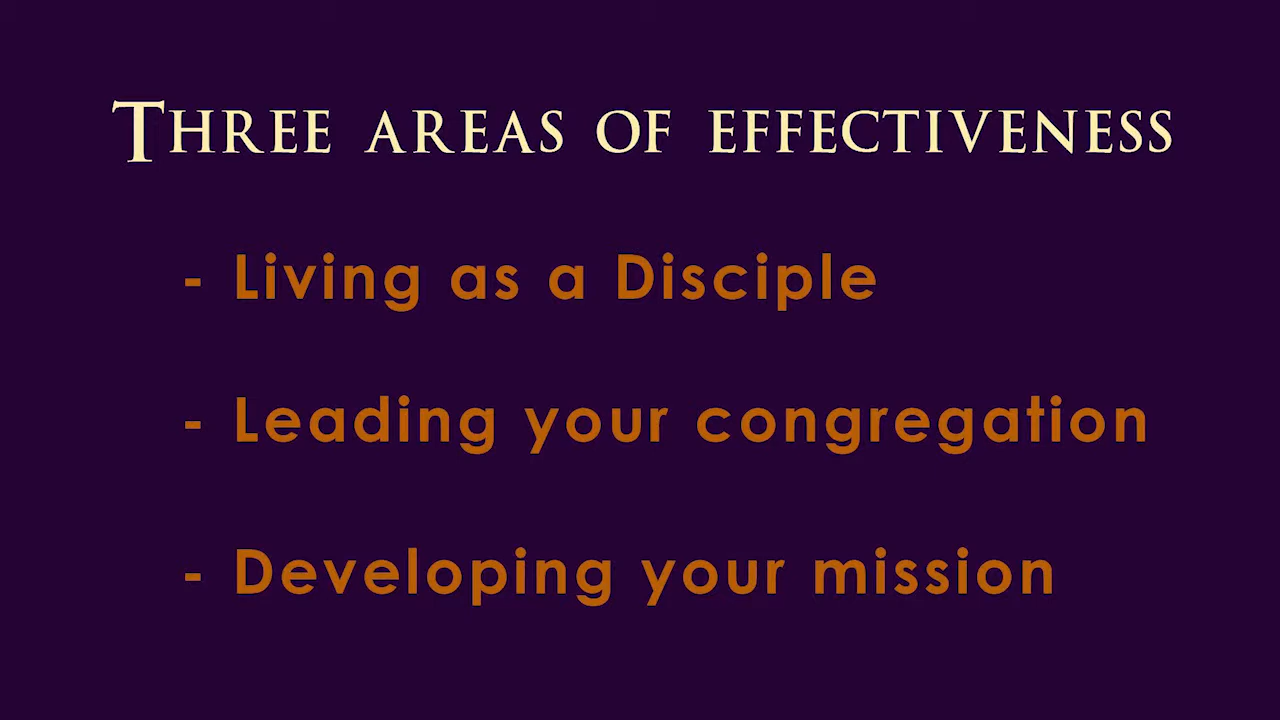 Three areas of effectiveness
- Living as a Disciple
- Leading your congregation
- Developing your mission